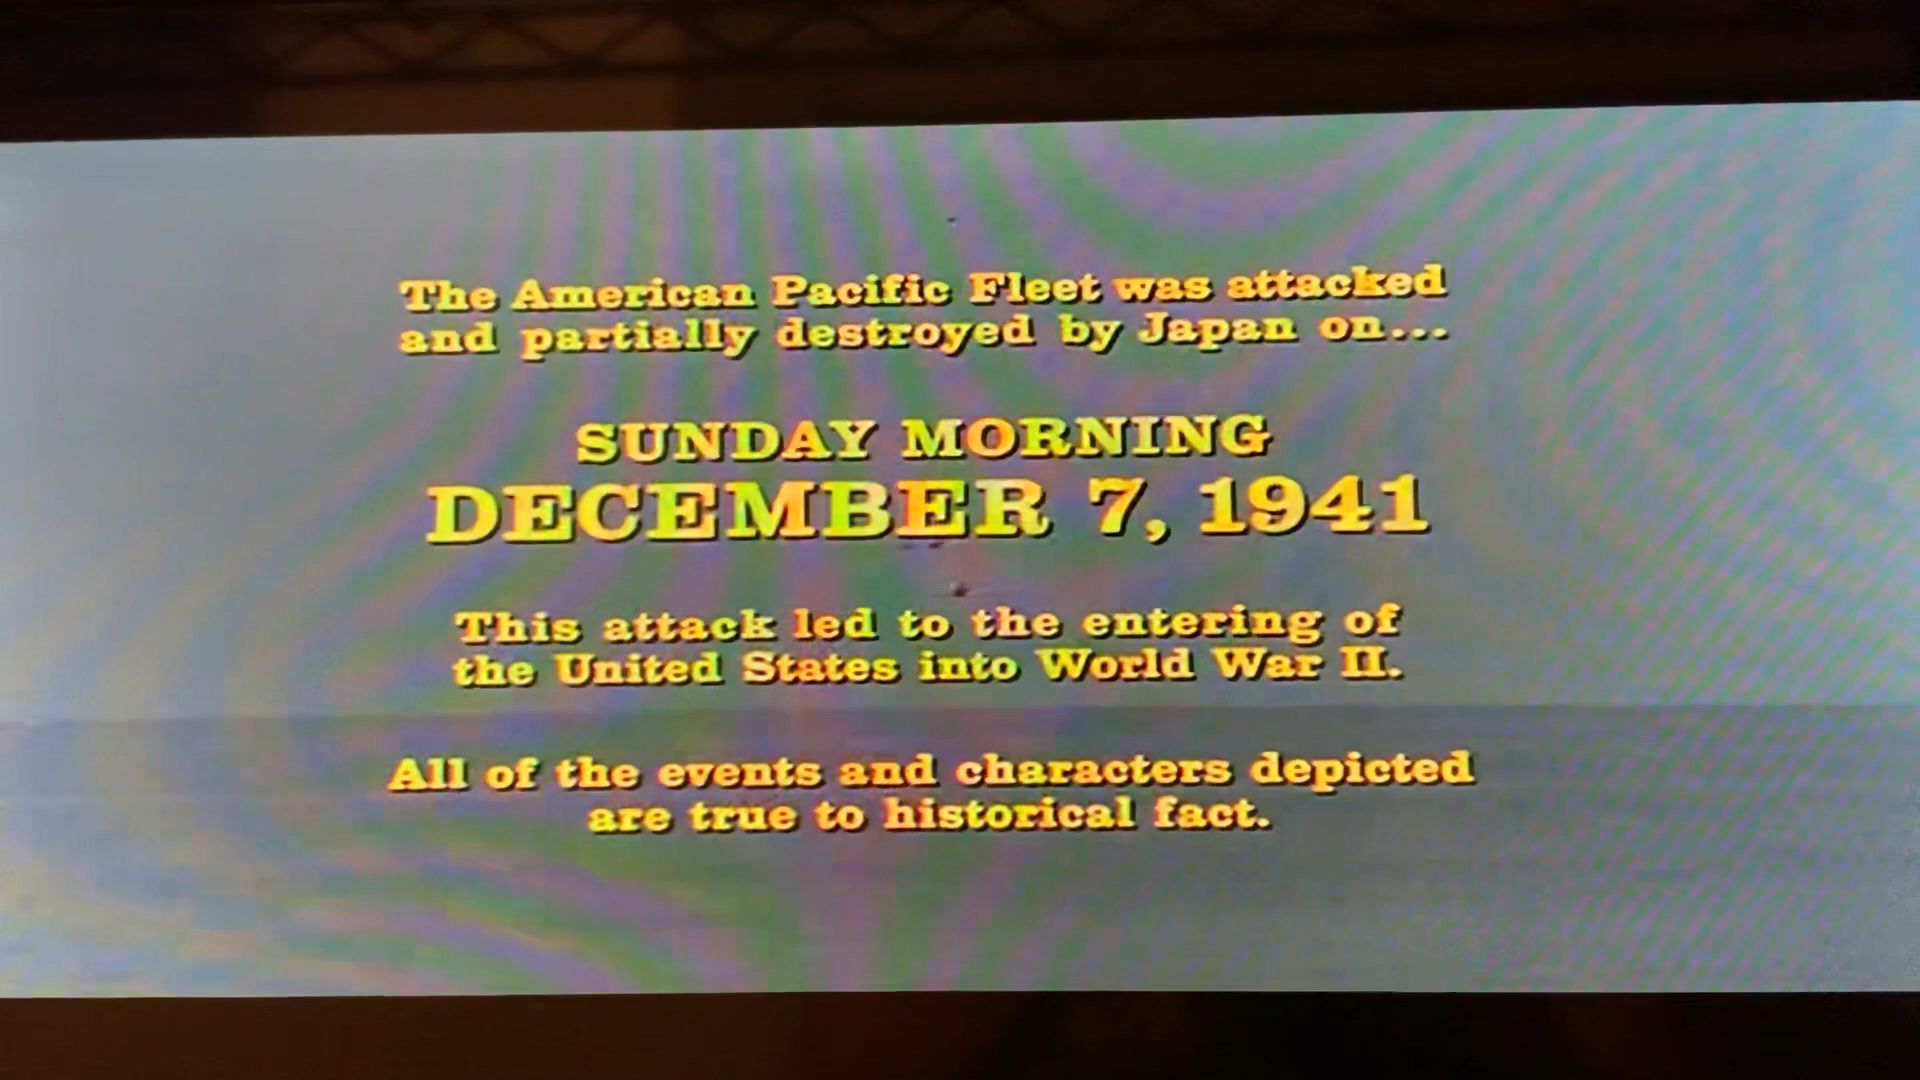 The American Pacific Fleet was attacked
and partially destroyed by Japan on...
SUNDAY MORNING
DECEMBER 7, 1941
This attack led to the entering of
the United States into World War II.
All of the events and characters depicted
are true to historical fact.